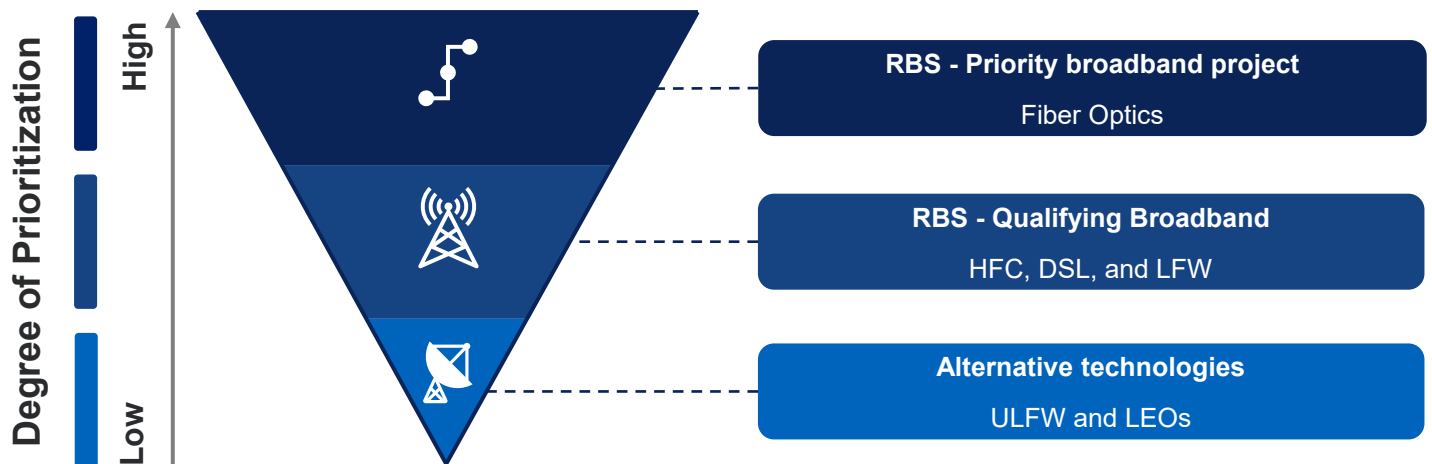 Degree of Prioritization
High
Low
RBS - Priority broadband project
Fiber Optics
RBS - Qualifying Broadband
HFC, DSL, and LFW
Alternative technologies
ULFW and LEOs